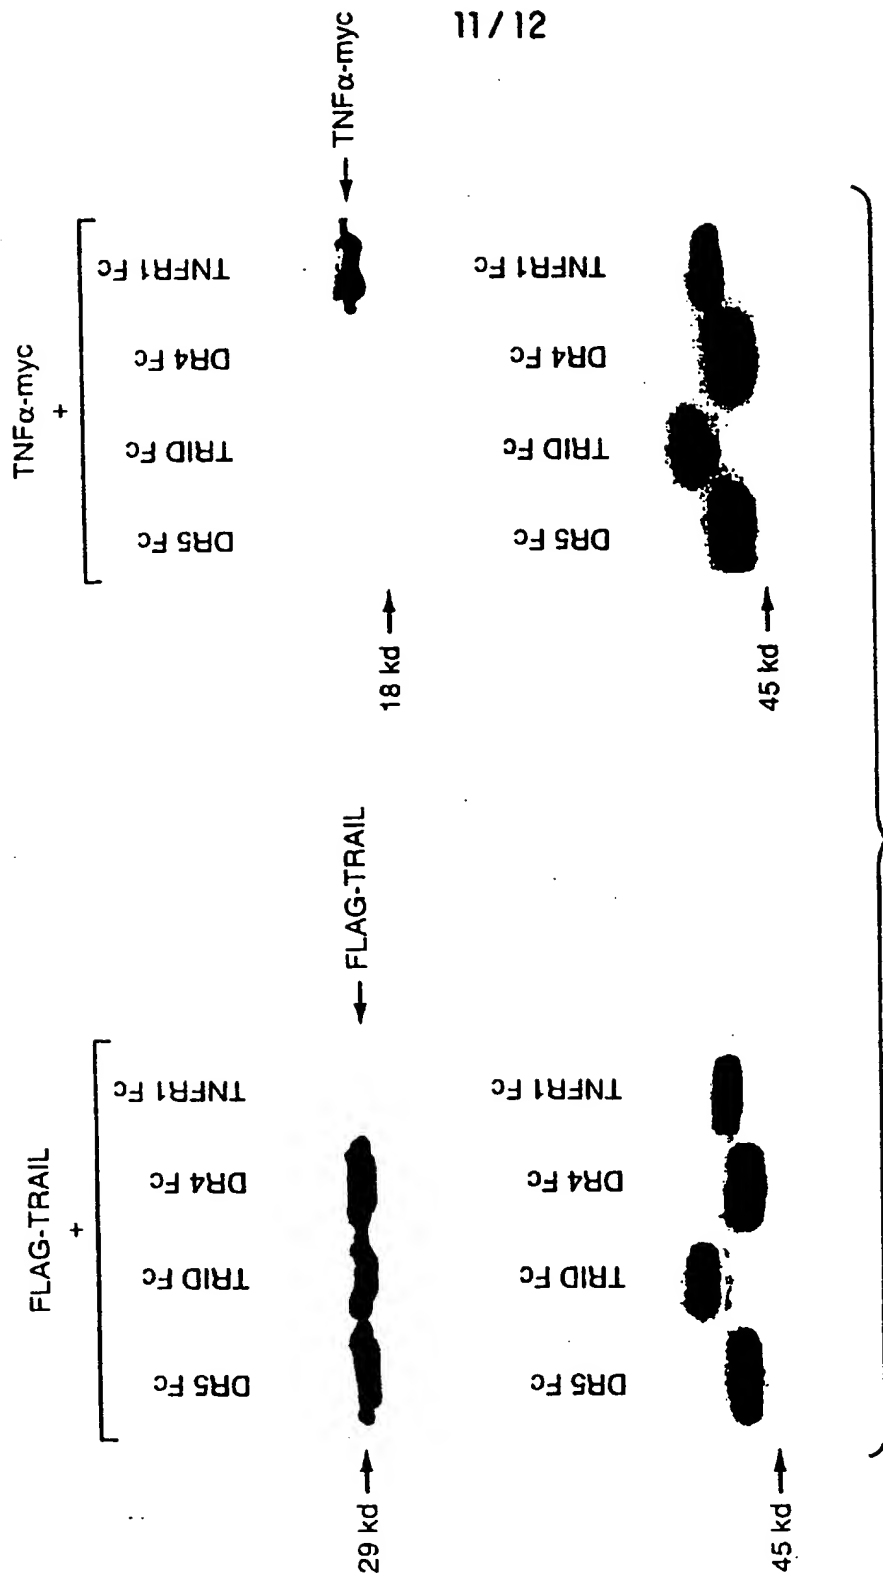 11/12
FLAG-TRAIL
+
DR5 Fc
TRID Fc
DR4 Fc
TNFR1 Fc
29 kd
FLAG-TRAIL
DR5 Fc
TRID Fc
DR4 Fc
TNFR1 Fc
45 kd
TNFα-myc
+
DR5 Fc
TRID Fc
DR4 Fc
TNFR1 Fc
18 kd
TNFα-myc
DR5 Fc
TRID Fc
DR4 Fc
TNFR1 Fc
45 kd